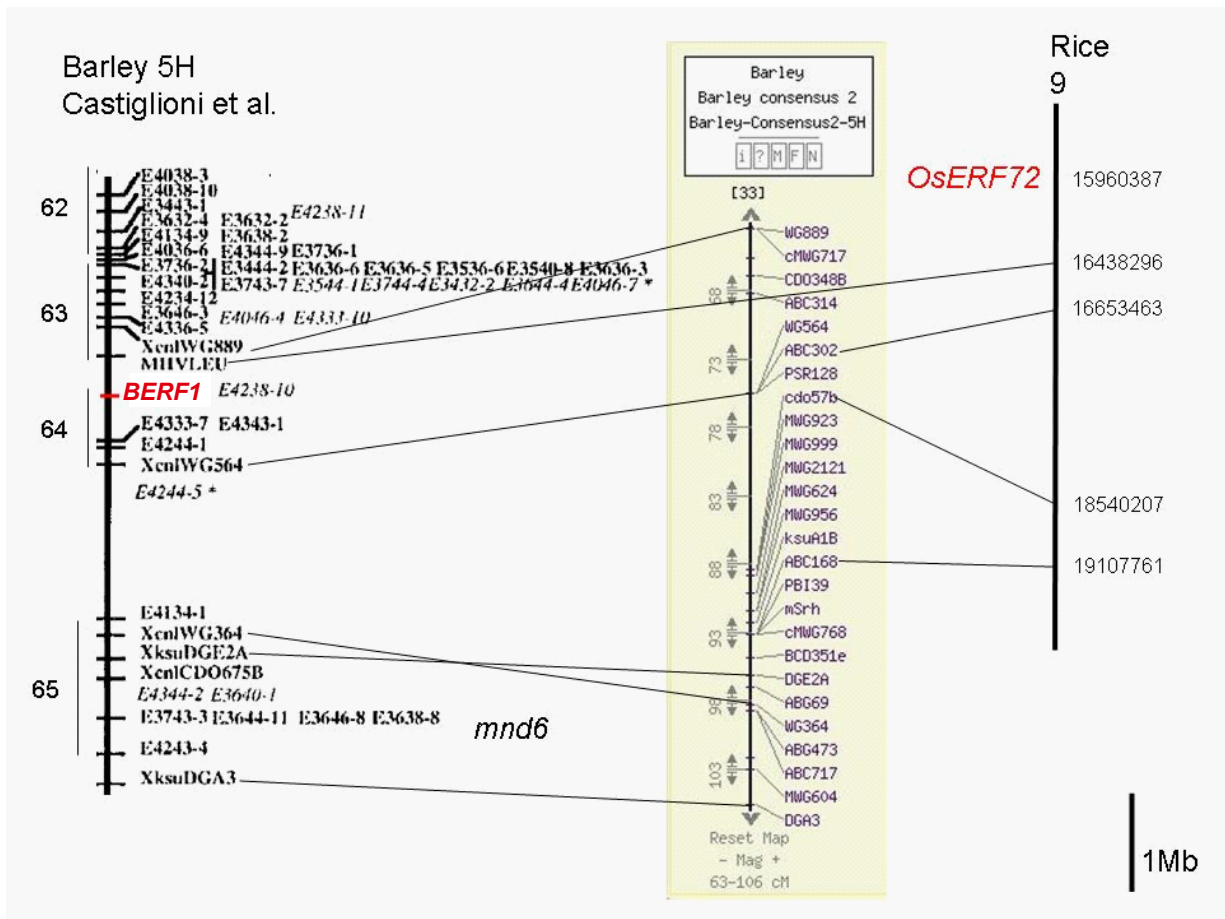 Barley 5H
Castiglioni et al.
62
63
64
65
E4038-3
E4038-10
E3443-1
E3632-4 E3632-2 E4238-11
E4134-9 E3638-2
E4036-6 E4344-9 E3736-1
E3736-2 E3444-2 E3636-6 E3636-5 E3536-6 E3540-8 E3636-3
E4340-2 E3743-7 E3544-1 E3744-4 E3432-2 E3644-4 E4046-7 *
E4234-12
E3646-3 E4046-4 E4333-10
E4336-5
XcnlWG889
MHVLEU
BERF1 E4238-10
E4333-7 E4343-1
E4244-1
XcnlWG564
E4244-5 *
E4134-1
XcnlWG364
XksuDGE2A
XcnlCDO675B
E4344-2 E3640-1
E3743-3 E3644-11 E3646-8 E3638-8
E4243-4
XksuDGA3
mnd6
Barley
Barley consensus 2
Barley-Consensus2-5H
i ? M F N
[33]
68
73
78
83
88
93
98
103
WG889
cMWG717
CDO348B
ABC314
WG564
ABC302
PSR128
cdo57b
MWG923
MWG999
MWG2121
MWG624
MWG956
ksuA1B
ABC168
PBI39
mSrh
cMWG768
BCD351e
DGE2A
ABG69
WG364
ABG473
ABC717
MWG604
DGA3
Reset Map
- Mag +
63-106 cM
Rice
9
OsERF72 15960387
16438296
16653463
18540207
19107761
1Mb